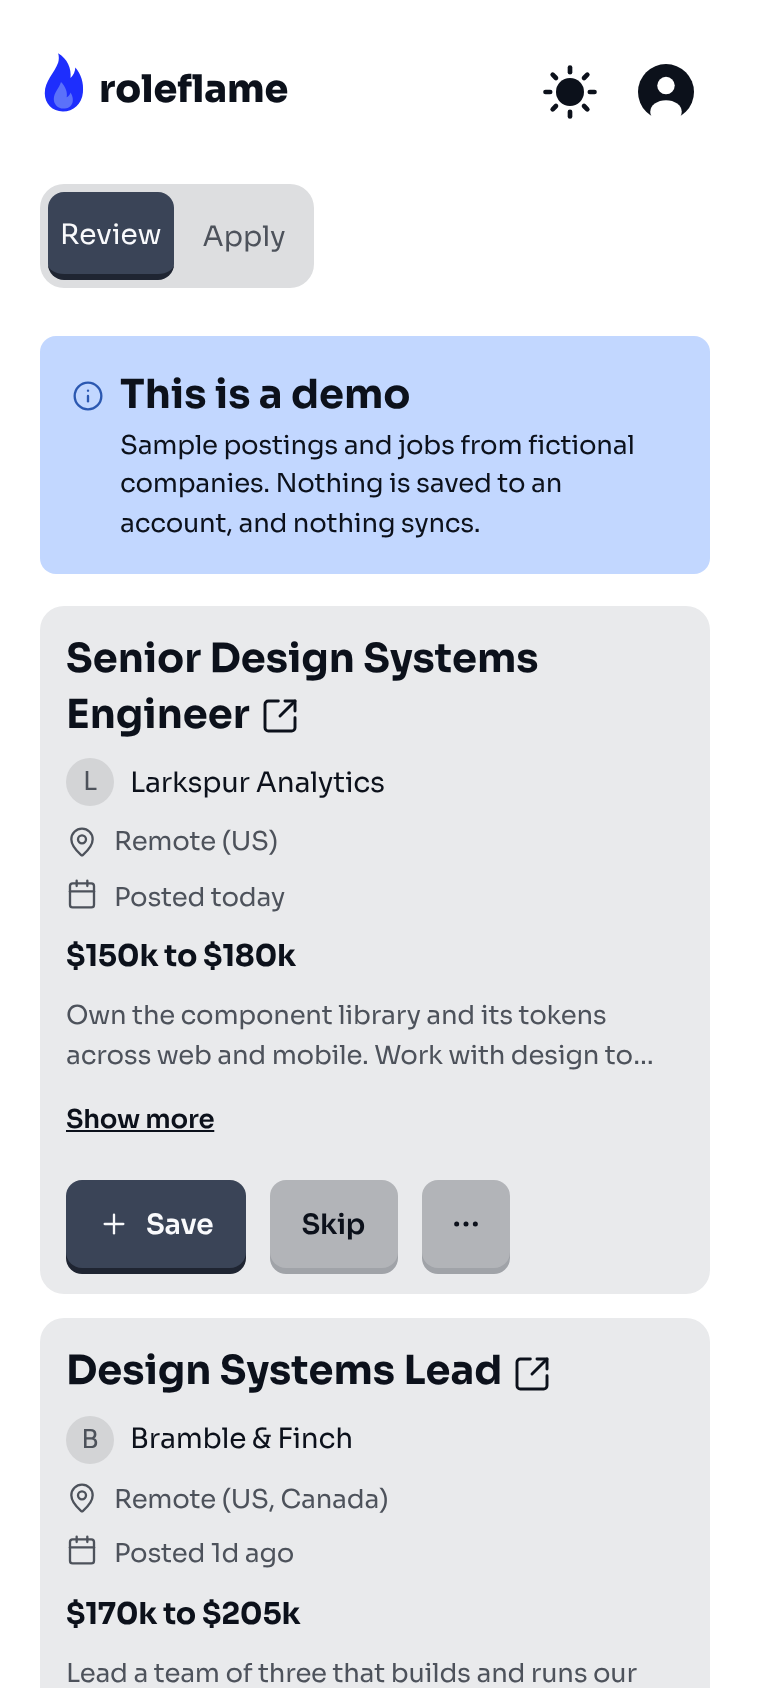 roleflame
Review
Apply
This is a demo
Sample postings and jobs from fictional
companies. Nothing is saved to an
account, and nothing syncs.
Senior Design Systems
Engineer
L
Larkspur Analytics
Remote (US)
Posted today
$150k to $180k
Own the component library and its tokens
across web and mobile. Work with design to...
Show more
Save
Skip
Design Systems Lead
B
Bramble & Finch
Remote (US, Canada)
Posted 1d ago
$170k to $205k
Lead a team of three that builds and runs our